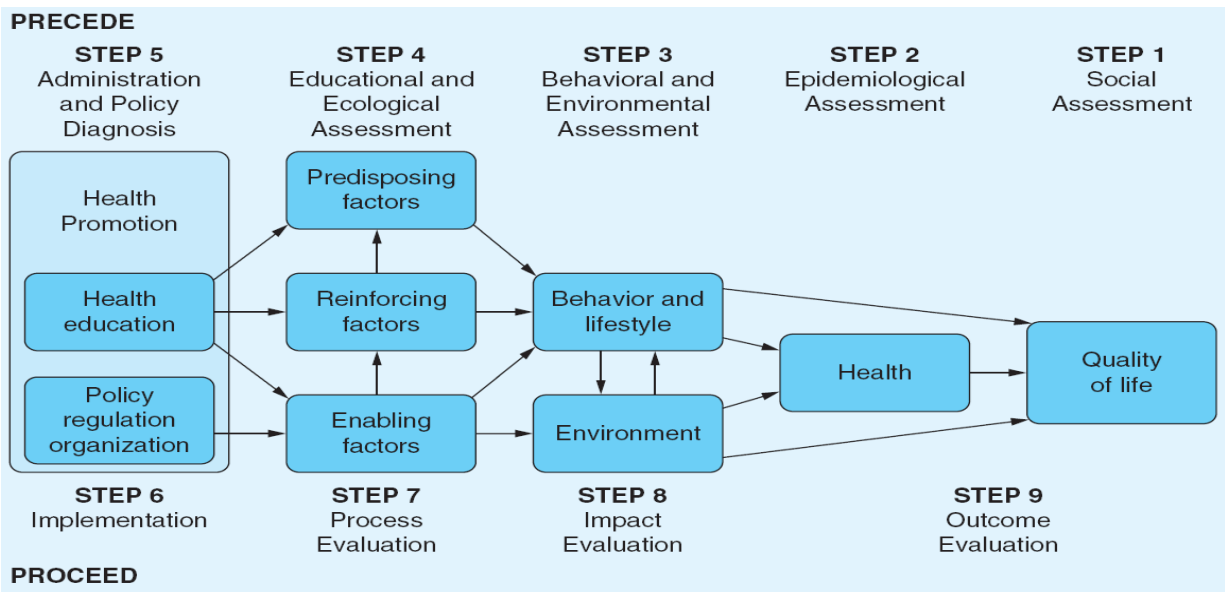 PRECEDE
STEP 5
Administration
and Policy
Diagnosis
STEP 4
Educational and
Ecological
Assessment
STEP 3
Behavioral and
Environmental
Assessment
STEP 2
Epidemiological
Assessment
STEP 1
Social
Assessment
Health
Promotion
Health
education
Policy
regulation
organization
Predisposing
factors
Reinforcing
factors
Enabling
factors
Behavior and
lifestyle
Environment
Health
Quality
of life
STEP 6
Implementation
STEP 7
Process
Evaluation
STEP 8
Impact
Evaluation
STEP 9
Outcome
Evaluation
PROCEED